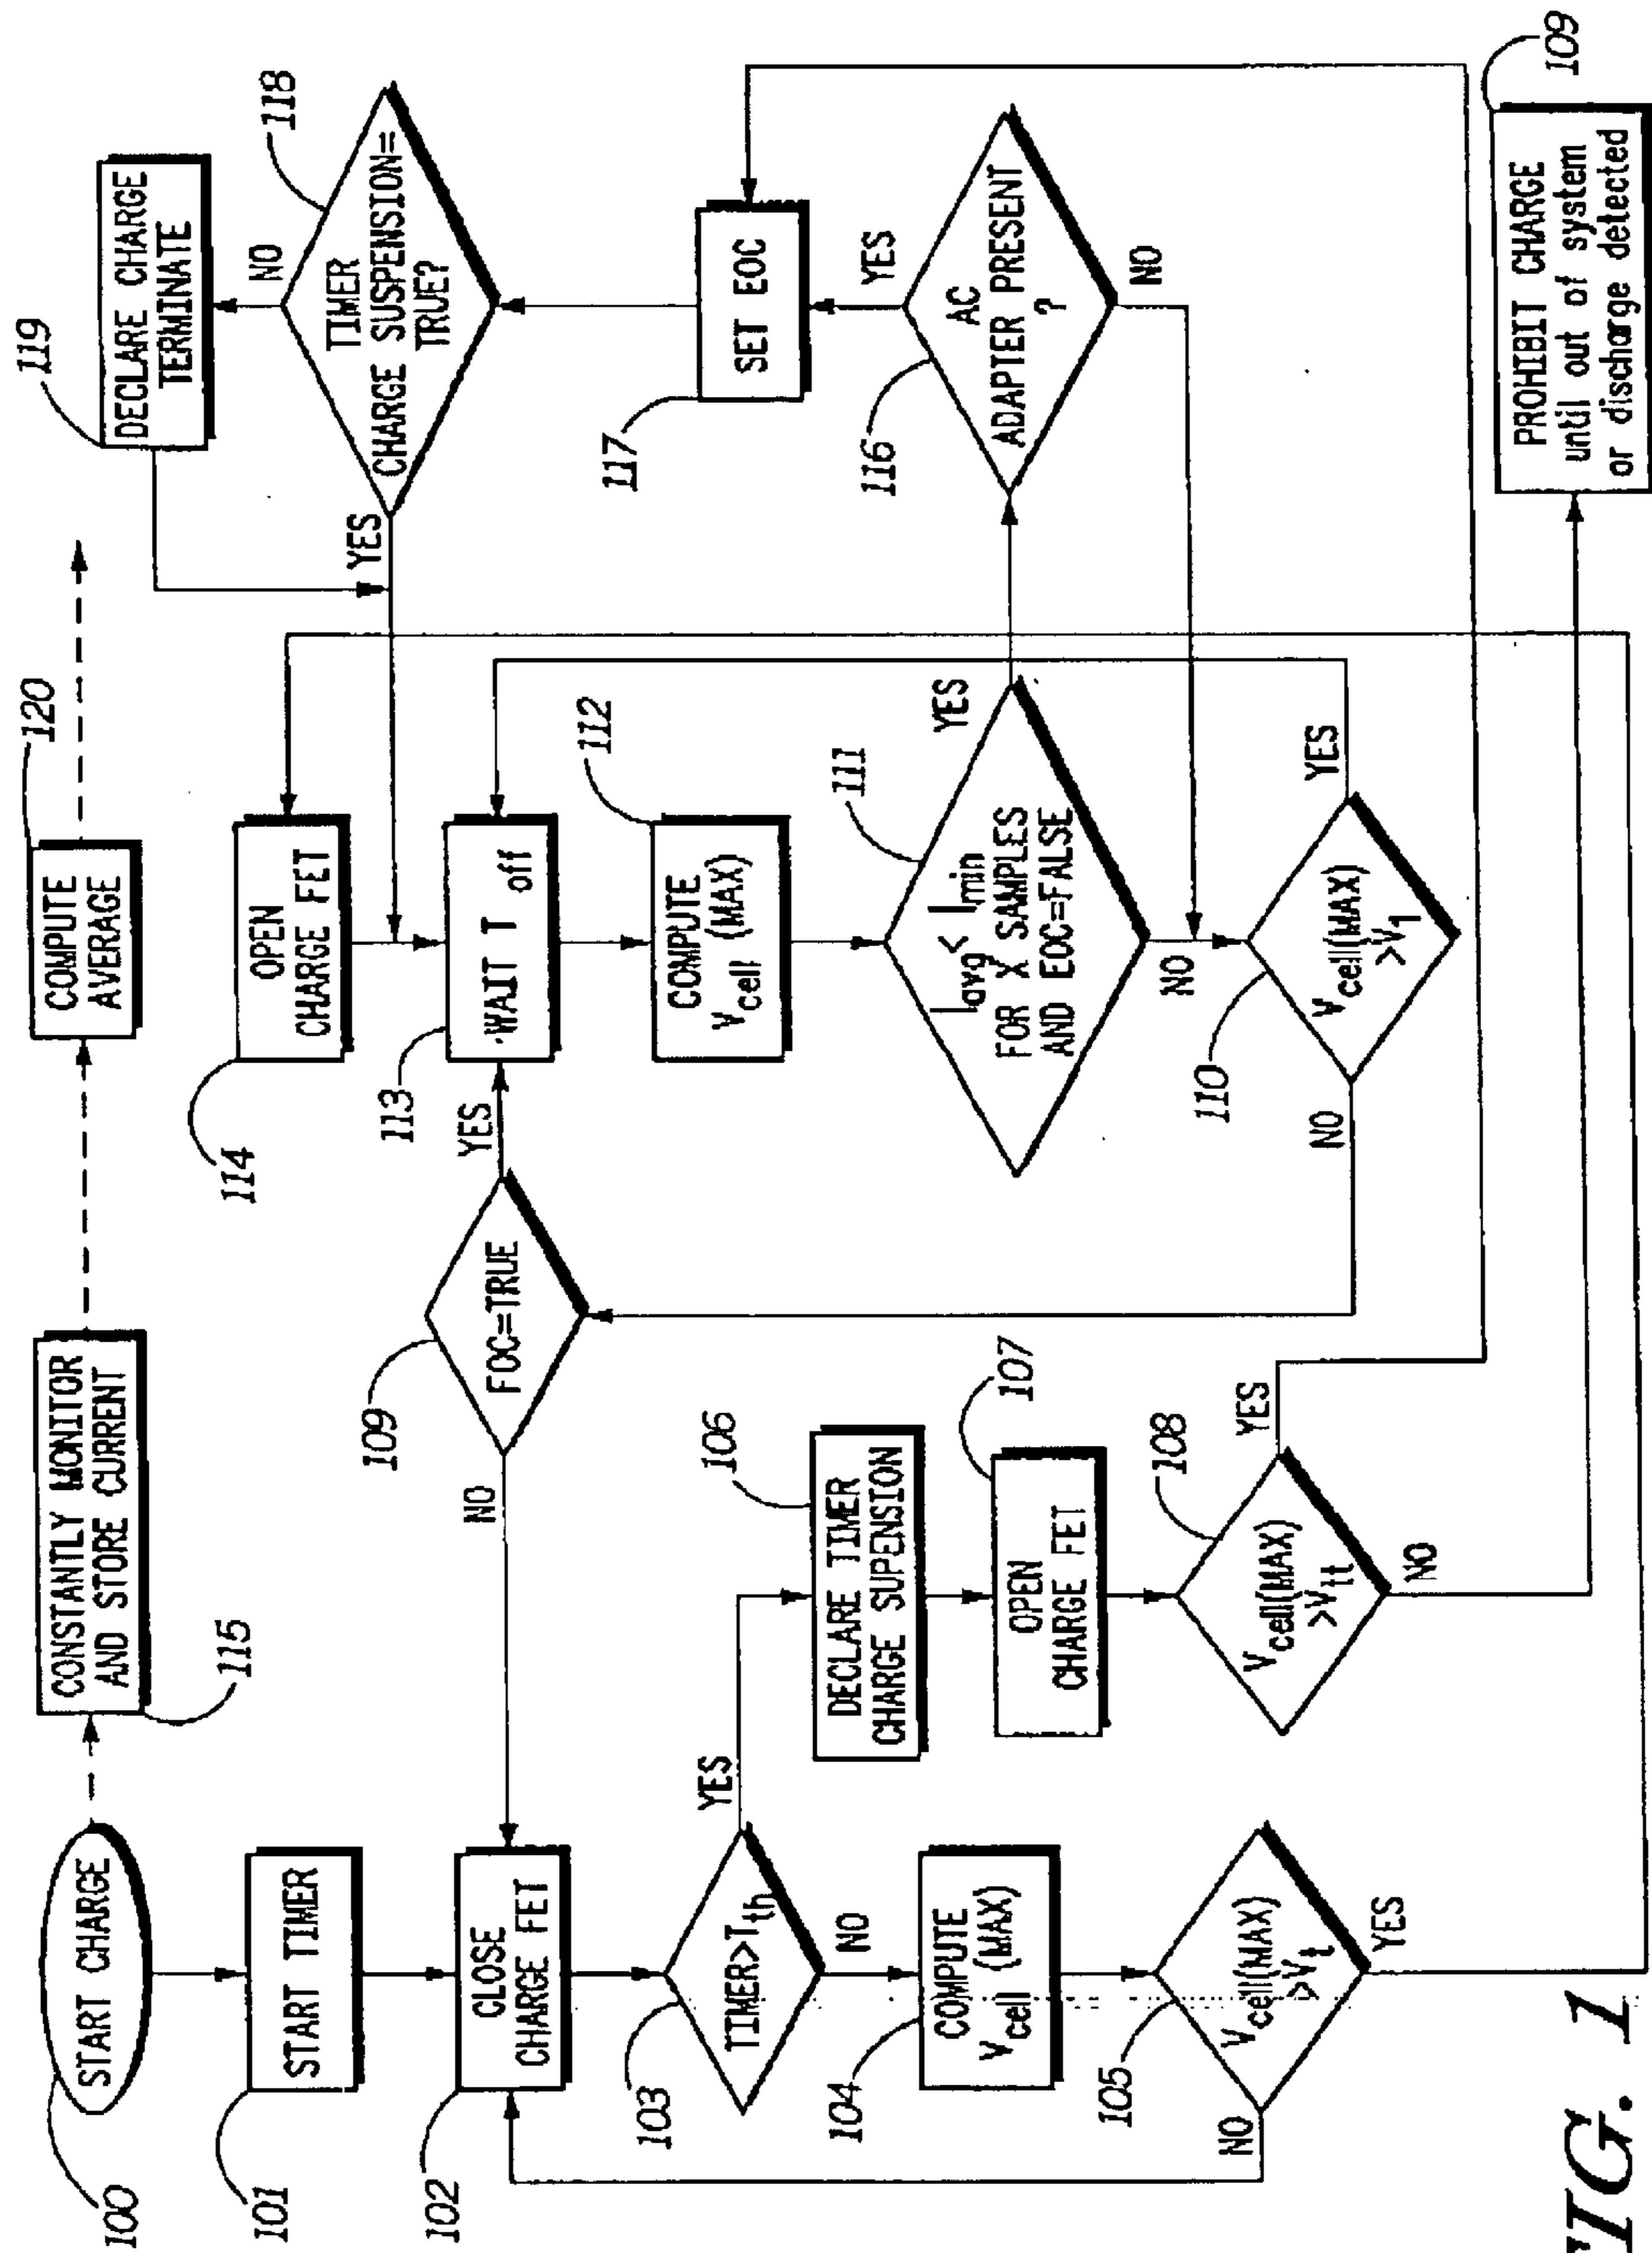 START CHARGE
100
START TIMER
101
CLOSE
CHARGE FET
102
TIMER>Tth
103
YES
NO
COMPUTE
Vcell (MAX)
104
Vcell(MAX)
>Vt
105
NO
YES
CONSTANTLY MONITOR
AND STORE CURRENT
115
COMPUTE
AVERAGE
120
DECLARE TIMER
CHARGE SUPENSION
106
OPEN
CHARGE FET
107
Vcell(MAX)
>Vtt
108
YES
NO
FOC=TRUE
109
NO
YES
OPEN
CHARGE FET
114
WAIT Toff
113
COMPUTE
Vcell (MAX)
112
Iavg< Imin
FOR X SAMPLES
AND EOC=FALSE
111
YES
NO
Vcell(MAX)
>V1
110
NO
YES
DECLARE CHARGE
TERMINATE
119
TIMER
CHARGE SUSPENSION=
TRUE?
118
NO
YES
SET EOC
117
AC
ADAPTER PRESENT
?
116
YES
NO
PROHIBIT CHARGE
until out of system
or discharge detected
109
FIG. 1